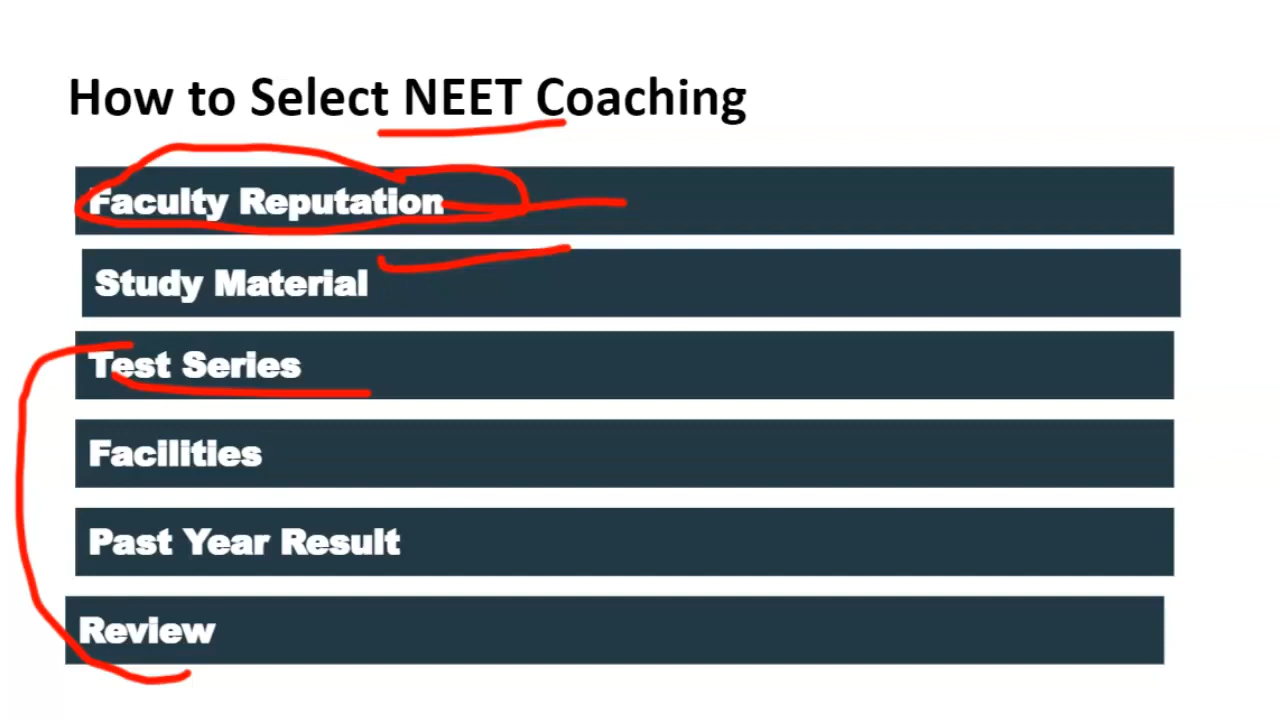 How to Select NEET Coaching
Faculty Reputation
Study Material
Test Series
Facilities
Past Year Result
Review